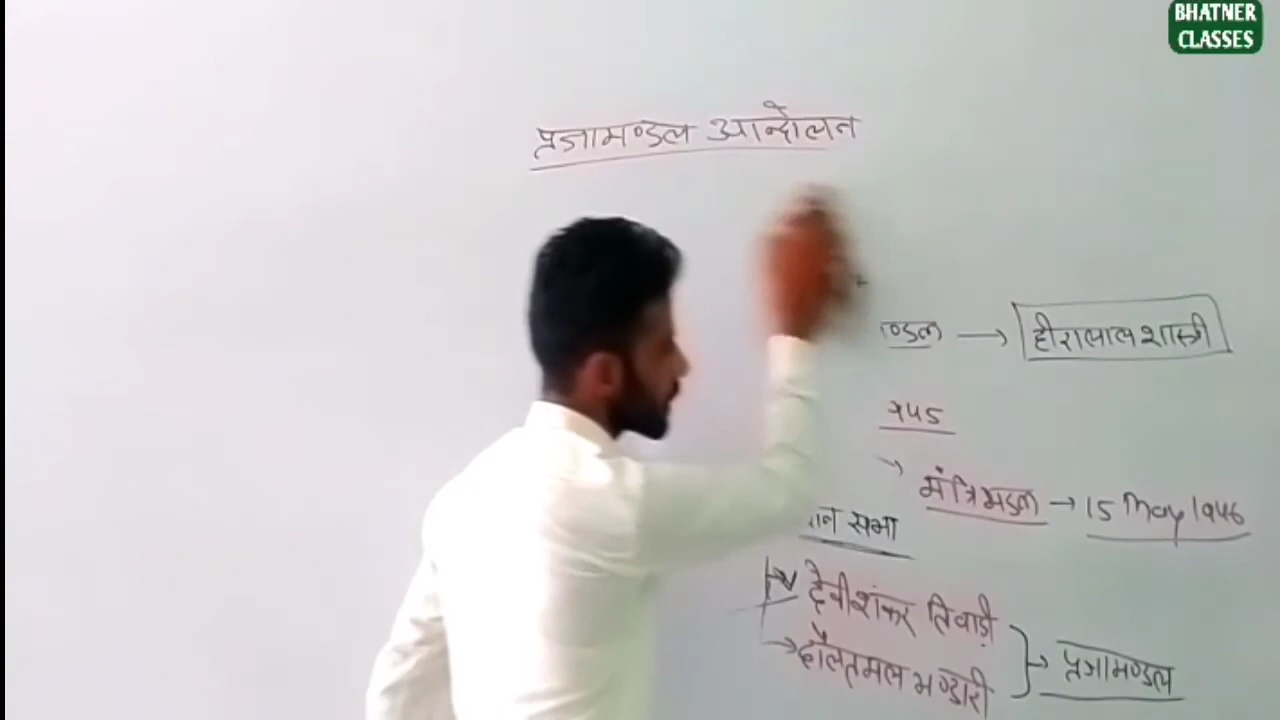 BHATNER
CLASSES
प्रजामण्डल आन्दोलन
ण्डल → हीरालाल शास्त्री
945
→ मंत्रिमडल → 15 May 1946
सभा
→ देवीशंकर तिवाड़ी
→ दौलतमल भण्डारी } → प्रजामण्डल